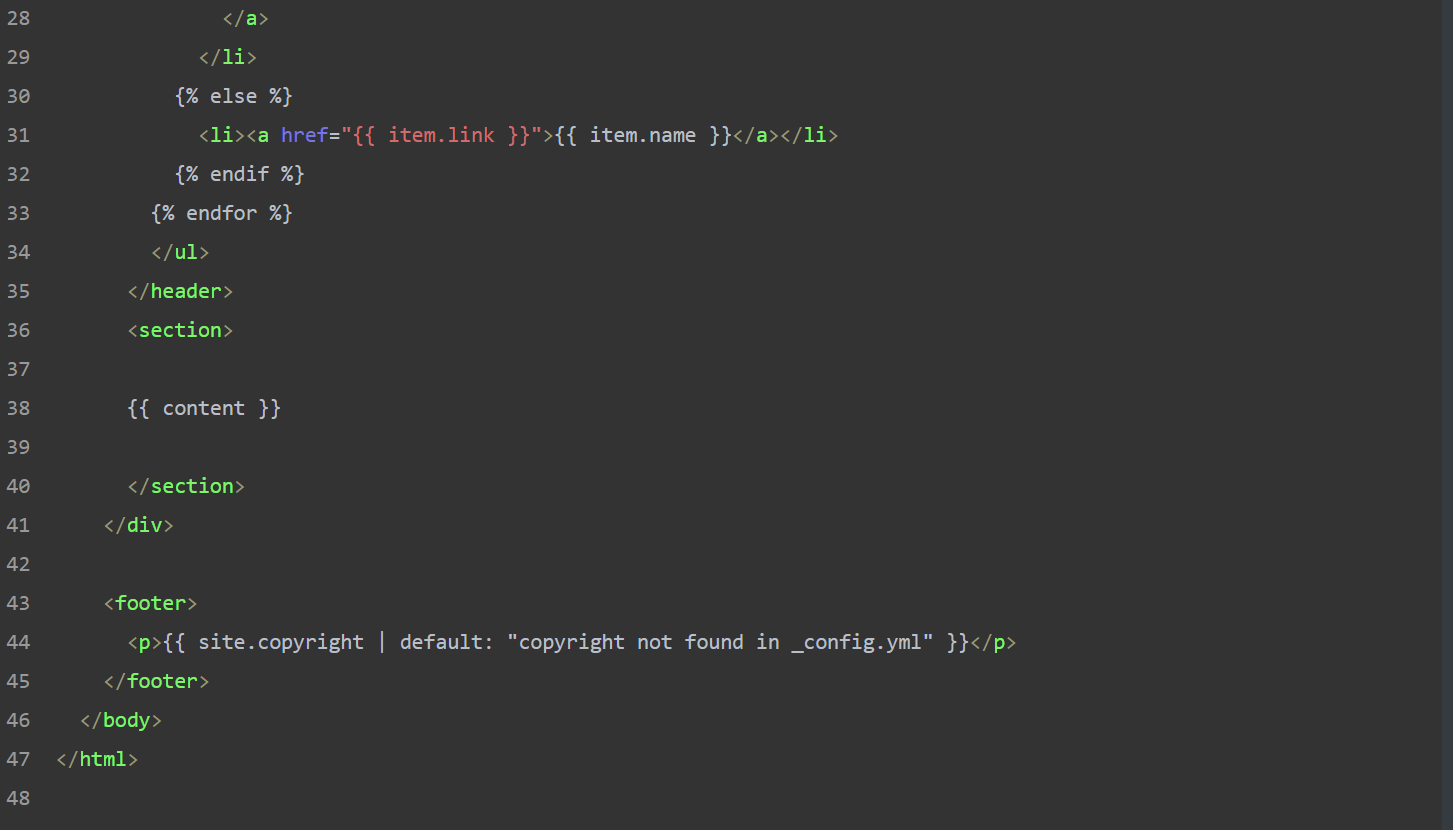 28 </a>
29 </li>
30 {% else %}
31 <li><a href="{{ item.link }}">{{ item.name }}</a></li>
32 {% endif %}
33 {% endfor %}
34 </ul>
35 </header>
36 <section>
37
38 {{ content }}
39
40 </section>
41 </div>
42
43 <footer>
44 <p>{{ site.copyright | default: "copyright not found in _config.yml" }}</p>
45 </footer>
46 </body>
47 </html>
48